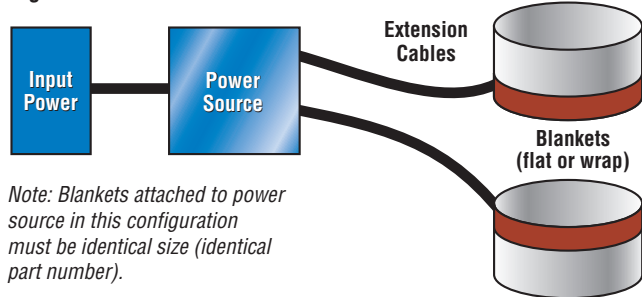 Extension
Cables
Input
Power
Power
Source
Blankets
(flat or wrap)
Note: Blankets attached to power
source in this configuration
must be identical size (identical
part number).